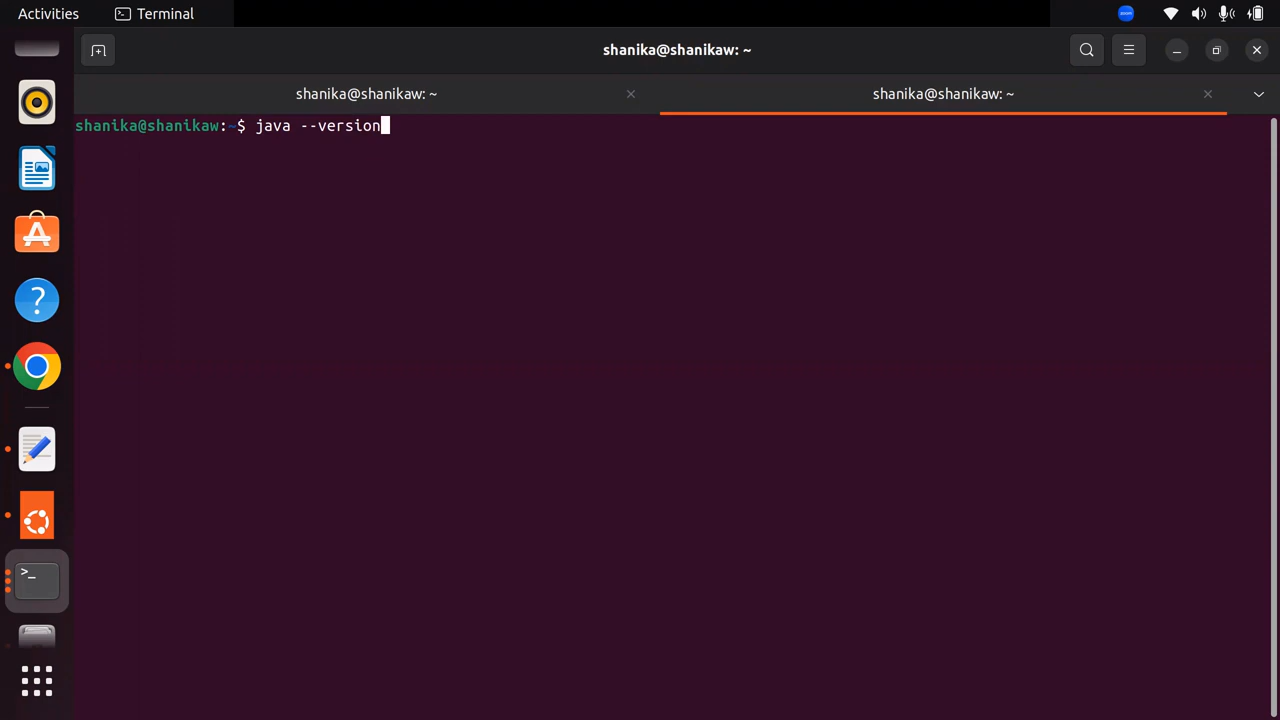 Activities
Terminal
shanika@shanikaw: ~
shanika@shanikaw: ~
shanika@shanikaw: ~
shanika@shanikaw:~$ java --version